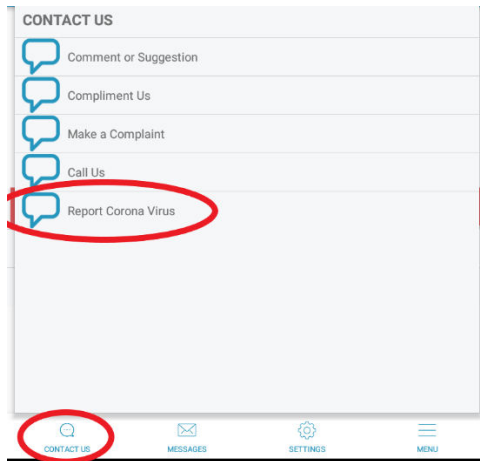 CONTACT US
Comment or Suggestion
Compliment Us
Make a Complaint
Call Us
Report Corona Virus
CONTACT US
MESSAGES
SETTINGS
MENU